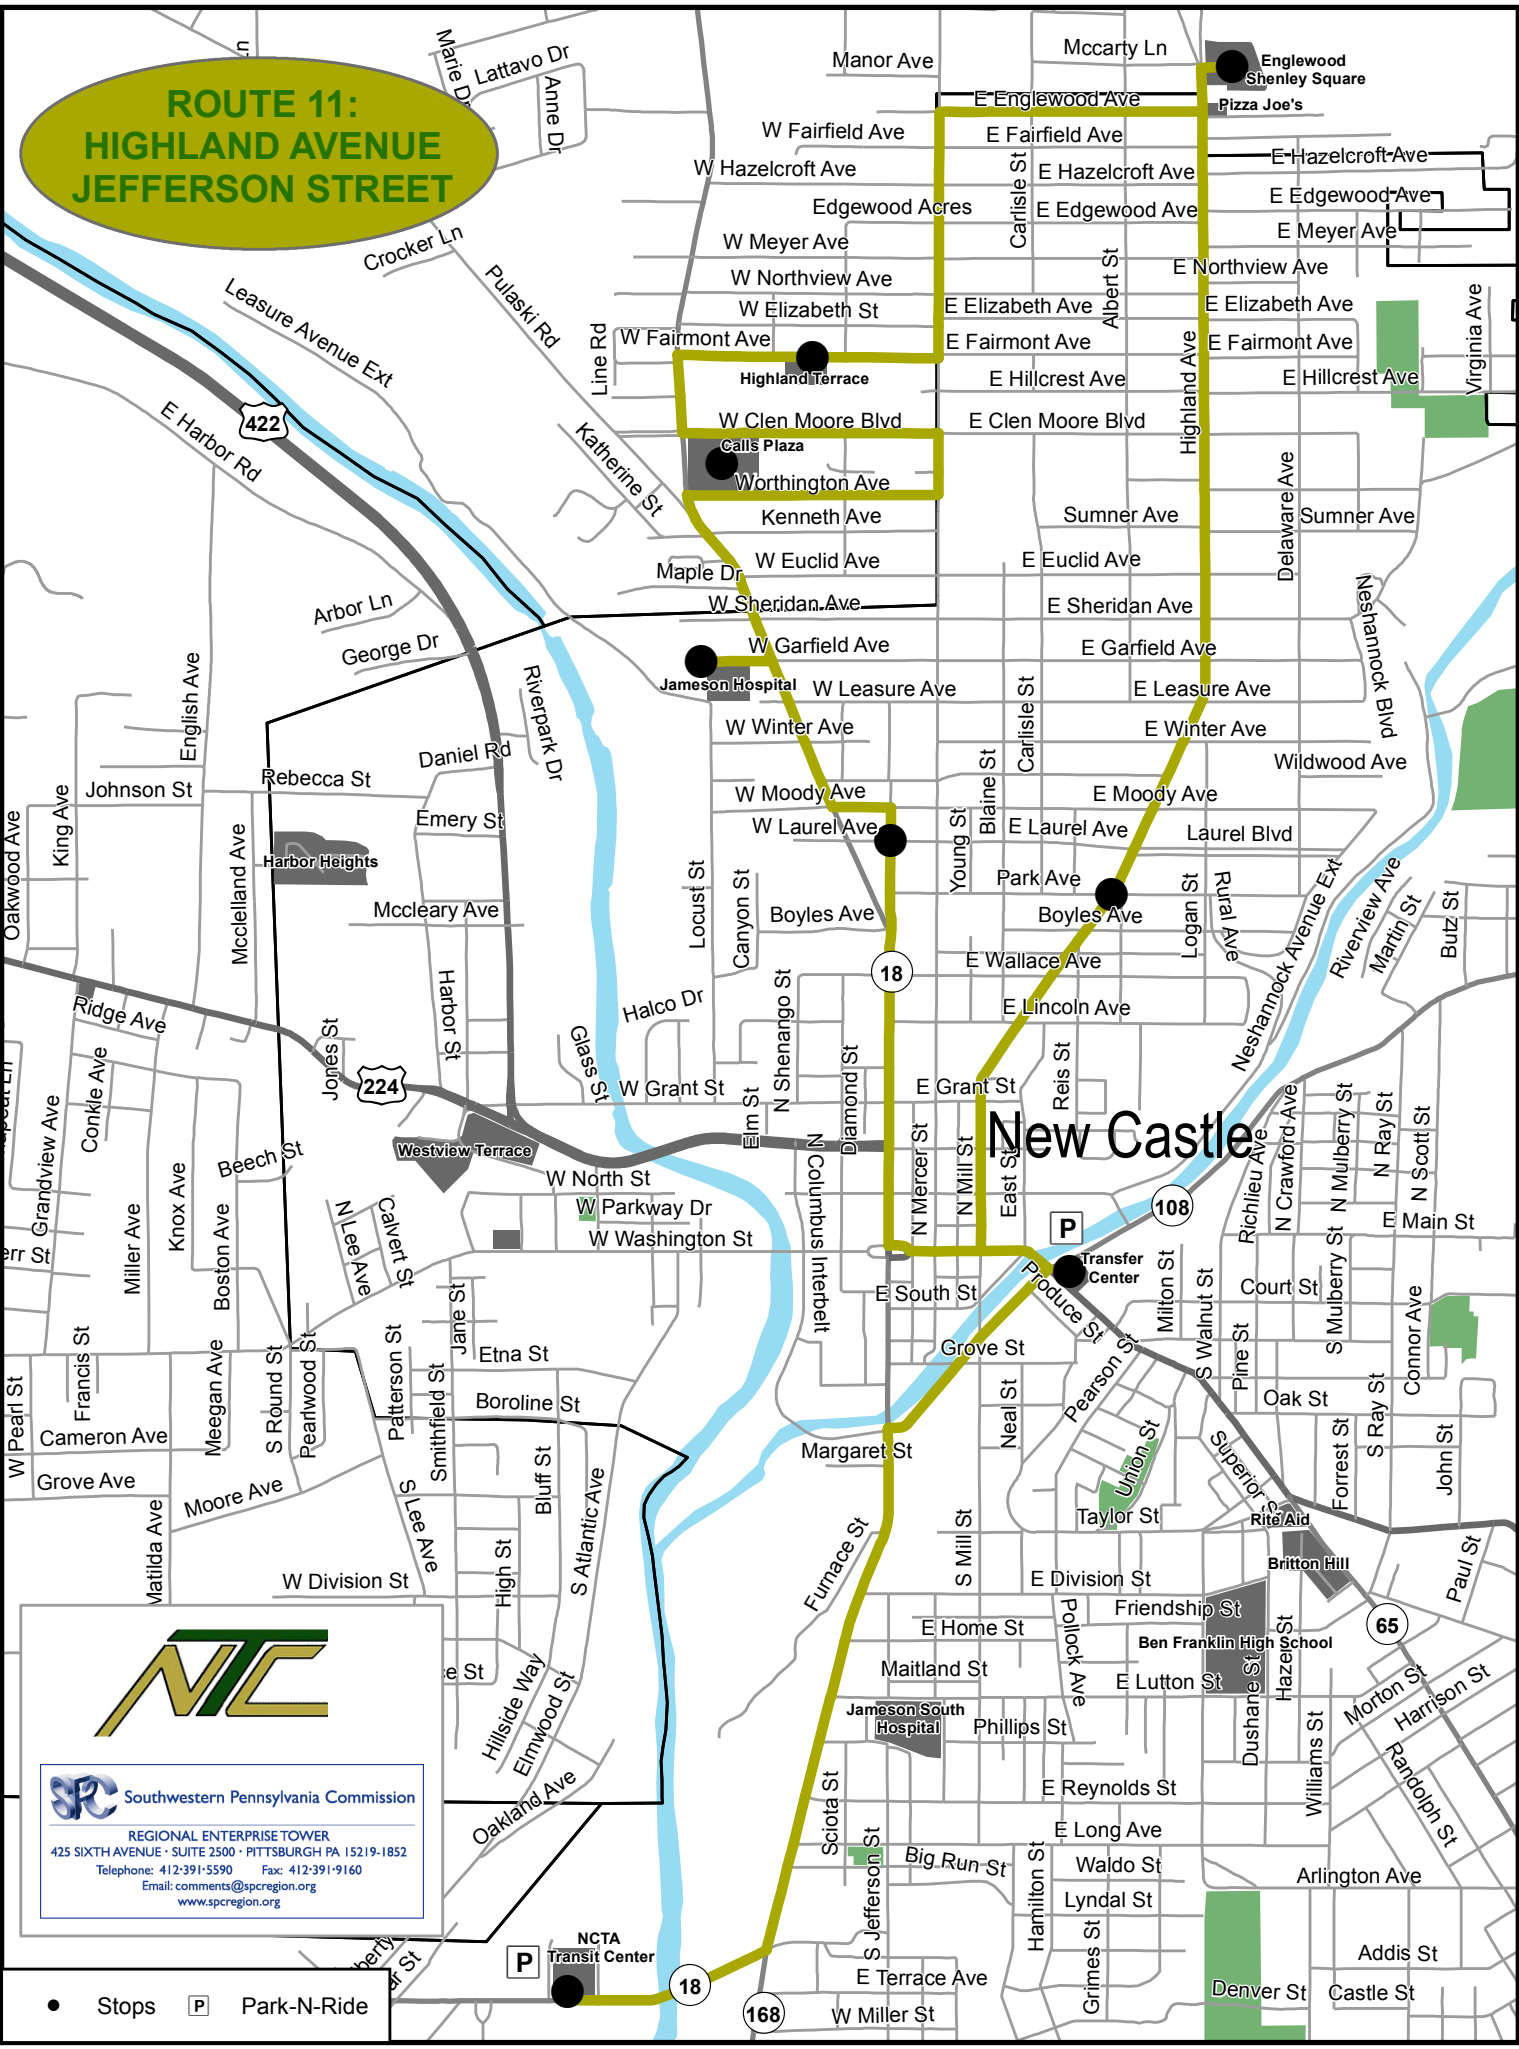 ROUTE 11:
HIGHLAND AVENUE
JEFFERSON STREET
Marie Dr
Lattavo Dr
Anne Dr
Manor Ave
Mccarty Ln
Englewood
Shenley Square
Pizza Joe's
E Englewood Ave
W Fairfield Ave
E Fairfield Ave
W Hazelcroft Ave
E Hazelcroft Ave
E Hazelcroft Ave
Carlisle St
Edgewood Acres
E Edgewood Ave
E Edgewood Ave
Crocker Ln
W Meyer Ave
E Meyer Ave
Pulaski Rd
W Northview Ave
E Northview Ave
Albert St
Leasure Avenue Ext
W Elizabeth St
E Elizabeth Ave
E Elizabeth Ave
Line Rd
W Fairmont Ave
E Fairmont Ave
E Fairmont Ave
Virginia Ave
Highland Terrace
E Hillcrest Ave
E Hillcrest Ave
Highland Ave
422
E Harbor Rd
W Clen Moore Blvd
E Clen Moore Blvd
Calls Plaza
Katherine St
Worthington Ave
Delaware Ave
Kenneth Ave
Sumner Ave
Sumner Ave
W Euclid Ave
E Euclid Ave
Maple Dr
W Sheridan Ave
E Sheridan Ave
Neshannock Blvd
Arbor Ln
George Dr
W Garfield Ave
E Garfield Ave
Jameson Hospital
W Leasure Ave
E Leasure Ave
English Ave
Riverpark Dr
Carlisle St
W Winter Ave
E Winter Ave
Daniel Rd
Blaine St
Wildwood Ave
Johnson St
Rebecca St
W Moody Ave
E Moody Ave
King Ave
Emery St
W Laurel Ave
E Laurel Ave
Laurel Blvd
Oakwood Ave
Mcclelland Ave
Harbor Heights
Young St
Park Ave
Locust St
Canyon St
Mccleary Ave
Boyles Ave
Boyles Ave
Logan St
Rural Ave
Neshannock Avenue Ext
Riverview Ave
Martin St
Butz St
18
E Wallace Ave
Harbor St
N Shenango St
E Lincoln Ave
Ridge Ave
Halco Dr
Jones St
Glass St
Conkle Ave
224
W Grant St
Elm St
Diamond St
E Grant St
Reis St
New Castle
Grandview Ave
Beech St
Westview Terrace
N Columbus Interbelt
N Mercer St
N Mill St
East St
Richlieu Ave
N Crawford Ave
N Mulberry St
N Ray St
N Scott St
Knox Ave
Miller Ave
Boston Ave
N Lee Ave
Calvert St
W North St
W Parkway Dr
W Washington St
108
P
E Main St
err St
Transfer
Center
Produce St
Milton St
S Walnut St
Court St
S Mulberry St
Connor Ave
E South St
Jane St
Grove St
Pearson St
Pine St
Etna St
Francis St
Meegan Ave
S Round St
Pearlwood St
Patterson St
Smithfield St
W Pearl St
Boroline St
Neal St
Oak St
Cameron Ave
Margaret St
Union St
Superior St
Forrest St
S Ray St
John St
Grove Ave
Moore Ave
Bluff St
S Lee Ave
S Atlantic Ave
Taylor St
Rite Aid
Matilda Ave
High St
Furnace St
S Mill St
Britton Hill
Paul St
W Division St
E Division St
Friendship St
65
E Home St
Pollock Ave
Ben Franklin High School
Hazel St
Dushane St
NTC
ce St
Maitland St
E Lutton St
Morton St
Harrison St
Hillside Way
Elmwood St
Jameson South
Hospital
Phillips St
Williams St
Randolph St
SPC Southwestern Pennsylvania Commission
REGIONAL ENTERPRISE TOWER
425 SIXTH AVENUE • SUITE 2500 • PITTSBURGH PA 15219-1852
Telephone: 412•391•5590 Fax: 412•391•9160
Email: comments@spcregion.org
www.spcregion.org
Oakland Ave
Sciota St
E Reynolds St
E Long Ave
S Jefferson St
Big Run St
Hamilton St
Waldo St
Arlington Ave
Lyndal St
Grimes St
NCTA
Transit Center
P
18
E Terrace Ave
Addis St
Denver St
Castle St
168
W Miller St
Stops
P
Park-N-Ride